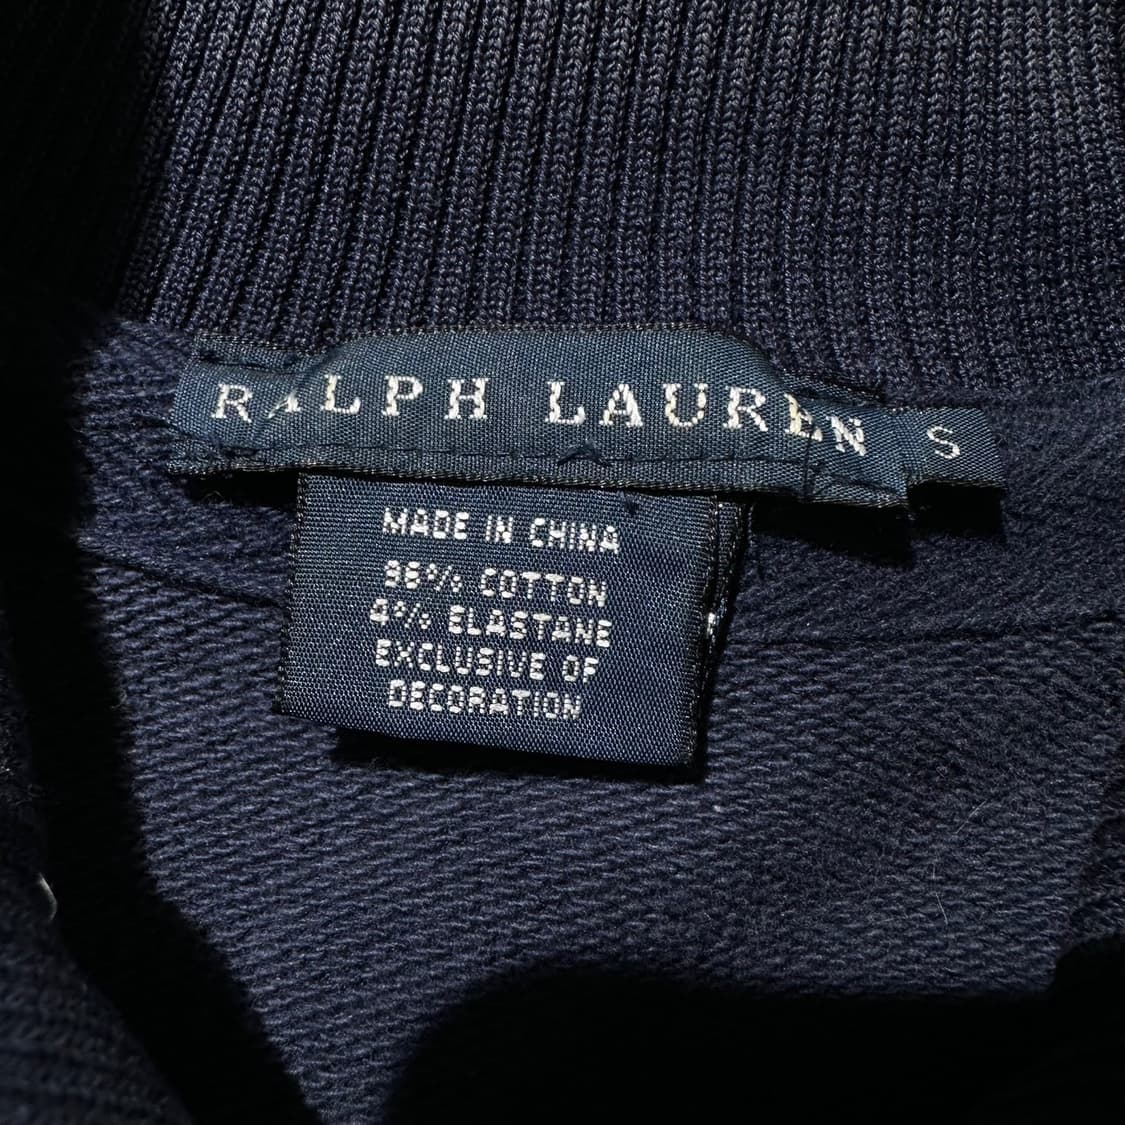 RALPH LAUREN S
MADE IN CHINA
96% COTTON
4% ELASTANE
EXCLUSIVE OF
DECORATION